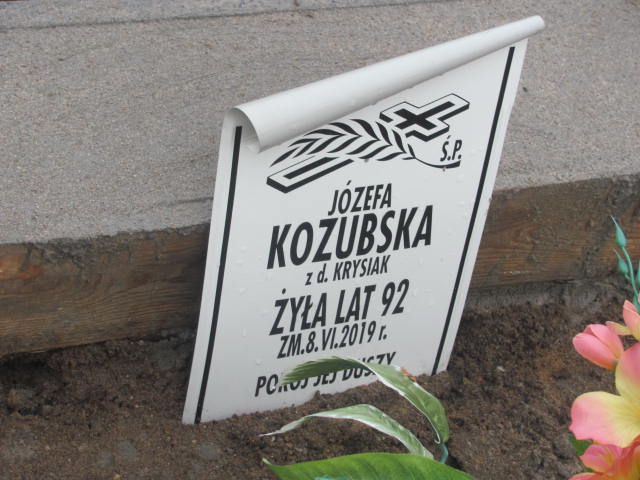 Ś.P.
JÓZEFA
KOZUBSKA
z d. KRYSIAK
ŻYŁA LAT 92
ZM.8.VI.2019 r.
POKÓJ JEJ DUSZY